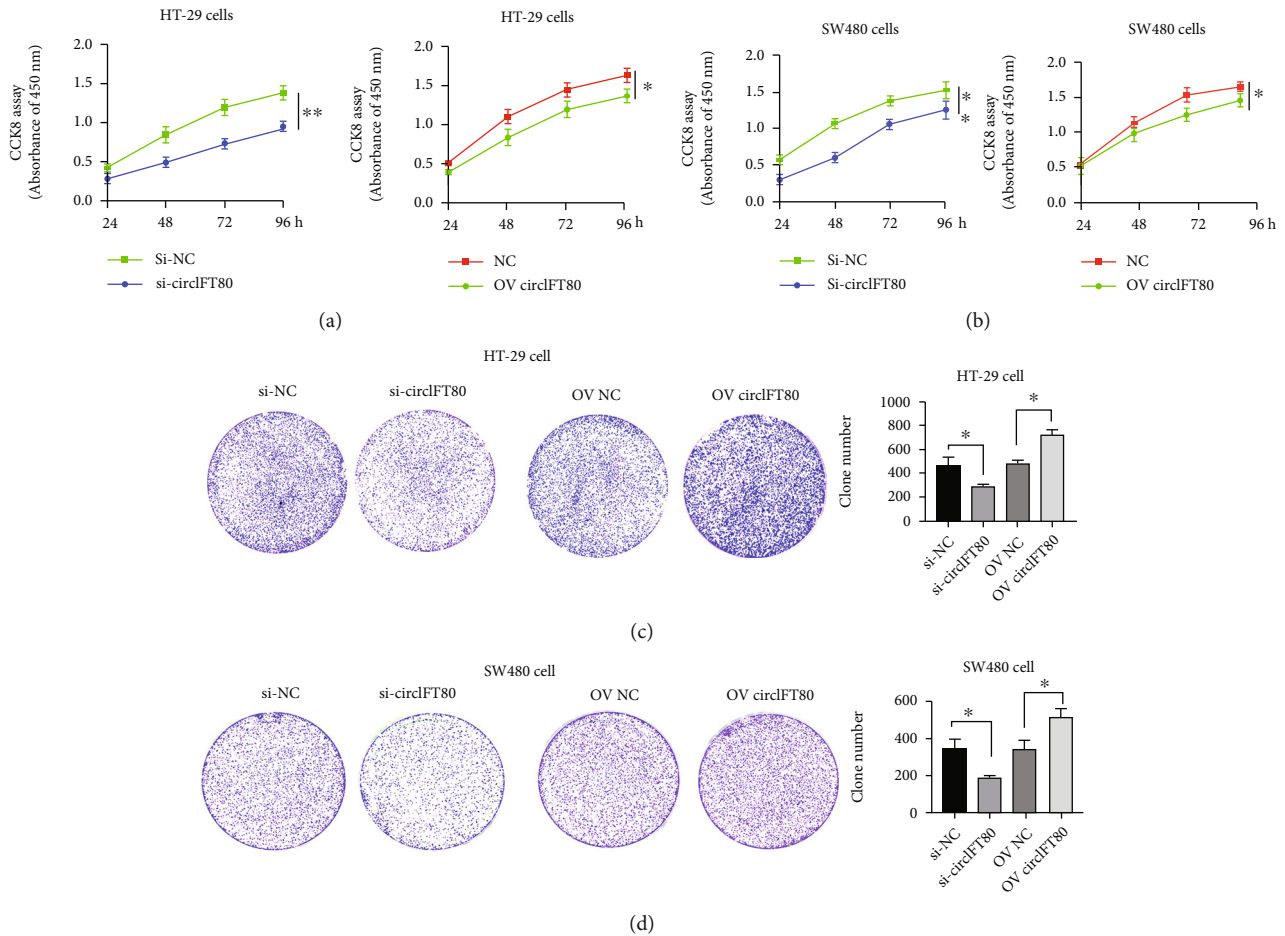 HT-29 cells
CCK8 assay
(Absorbance of 450 nm)
2.0
1.5
1.0
0.5
0.0
24
48
72
96 h
**
Si-NC
si-circlFT80
HT-29 cells
CCK8 assay
(Absorbance of 450 nm)
2.0
1.5
1.0
0.5
0.0
24
48
72
96 h
*
NC
OV circlFT80
(a)
SW480 cells
CCK8 assay
(Absorbance of 450 nm)
2.0
1.5
1.0
0.5
0.0
24
48
72
96 h
*
*
Si-NC
Si-circlFT80
SW480 cells
CCK8 assay
(Absorbance of 450 nm)
2.0
1.5
1.0
0.5
0.0
24
48
72
96 h
*
NC
OV circlFT80
(b)
HT-29 cell
si-NC
si-circlFT80
OV NC
OV circlFT80
HT-29 cell
Clone number
1000
800
600
400
200
0
*
*
si-NC
si-circlFT80
OV NC
OV circlFT80
(c)
SW480 cell
si-NC
si-circlFT80
OV NC
OV circlFT80
SW480 cell
Clone number
600
400
200
0
*
*
si-NC
si-circlFT80
OV NC
OV circlFT80
(d)